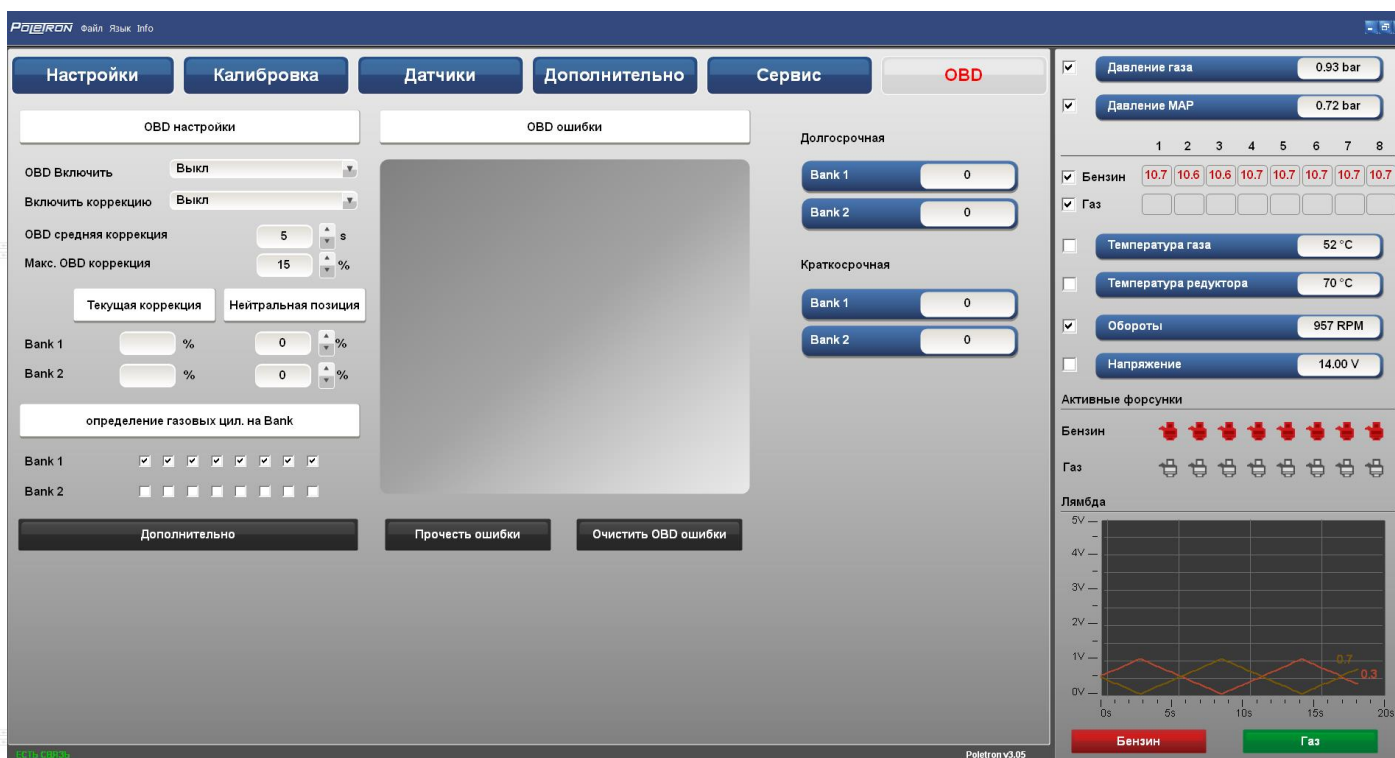 POLETRON Файл Язык Info
Настройки Калибровка Датчики Дополнительно Сервис OBD
OBD настройки
OBD Включить Выкл
Включить коррекцию Выкл
OBD средняя коррекция 5 s
Макс. OBD коррекция 15 %
Текущая коррекция Нейтральная позиция
Bank 1 % 0 %
Bank 2 % 0 %
определение газовых цил. на Bank
Bank 1
Bank 2
Дополнительно
OBD ошибки
Прочесть ошибки Очистить OBD ошибки
Долгосрочная
Bank 1 0
Bank 2 0
Краткосрочная
Bank 1 0
Bank 2 0
Давление газа 0.93 bar
Давление MAP 0.72 bar
1 2 3 4 5 6 7 8
Бензин 10.7 10.6 10.6 10.7 10.7 10.7 10.7 10.7
Газ
Температура газа 52 °C
Температура редуктора 70 °C
Обороты 957 RPM
Напряжение 14.00 V
Активные форсунки
Бензин
Газ
Лямбда
5V
4V
3V
2V
1V 0.7
0.3
0V
0s 5s 10s 15s 20s
Бензин Газ
ЕСТЬ СВЯЗЬ Poletron v3.05